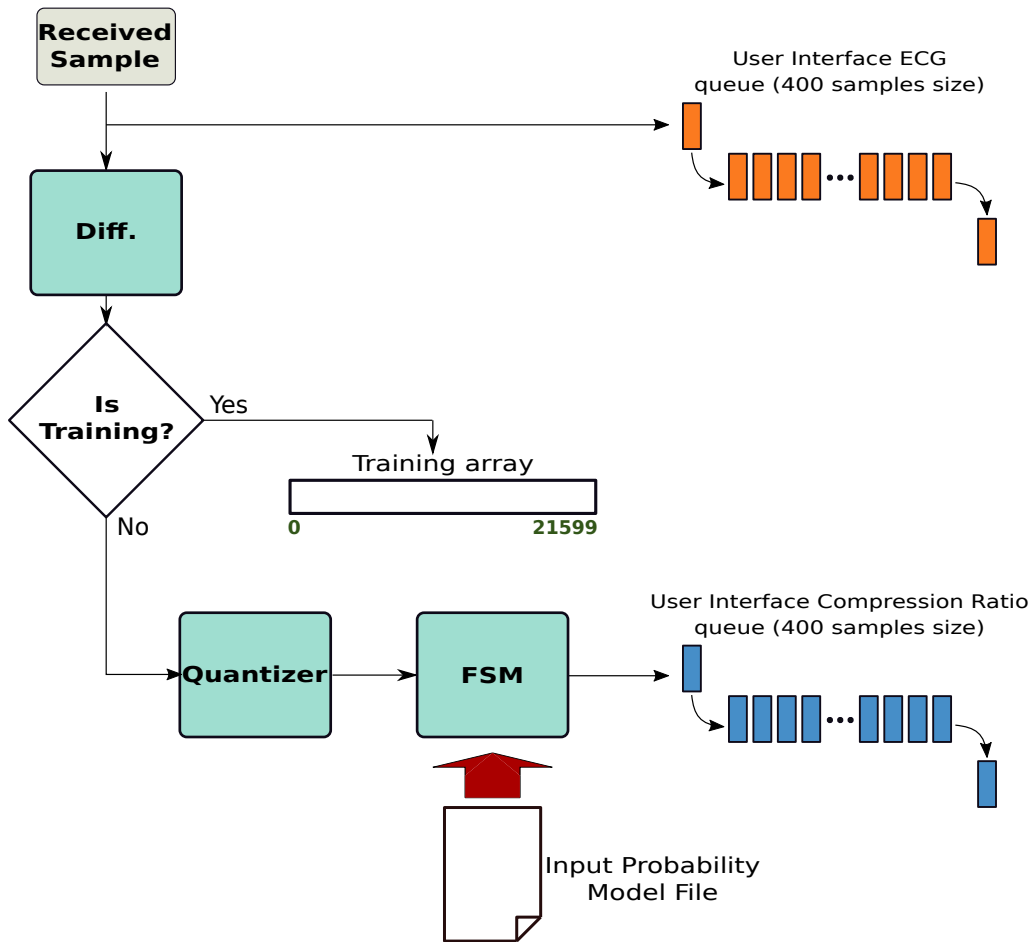 Received
Sample
User Interface ECG
queue (400 samples size)
Diff.
Is
Training?
Yes
Training array
0 21599
No
User Interface Compression Ratio
queue (400 samples size)
Quantizer
FSM
Input Probability
Model File